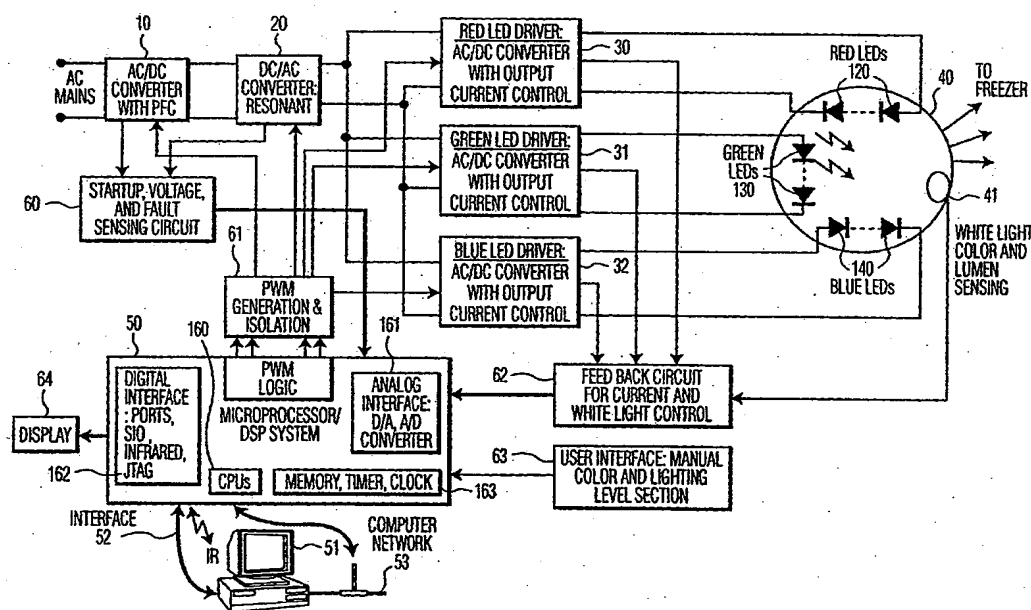 10
AC/DC
CONVERTER
WITH PFC
AC
MAINS
20
DC/AC
CONVERTER:
RESONANT
RED LED DRIVER:
AC/DC CONVERTER
WITH OUTPUT
CURRENT CONTROL
30
RED LEDs
120
40
TO
FREEZER
GREEN LED DRIVER:
AC/DC CONVERTER
WITH OUTPUT
CURRENT CONTROL
31
GREEN
LEDs
130
41
WHITE LIGHT
COLOR AND
LUMEN
SENSING
60
STARTUP, VOLTAGE,
AND FAULT
SENSING CIRCUIT
BLUE LED DRIVER:
AC/DC CONVERTER
WITH OUTPUT
CURRENT CONTROL
32
140
BLUE LEDs
61
PWM
GENERATION &
ISOLATION
50
160
161
PWM
LOGIC
DIGITAL
INTERFACE
: PORTS,
SIO,
INFRARED,
JTAG
MICROPROCESSOR/
DSP SYSTEM
ANALOG
INTERFACE:
D/A, A/D
CONVERTER
62
FEED BACK CIRCUIT
FOR CURRENT AND
WHITE LIGHT CONTROL
64
DISPLAY
162
CPUs
MEMORY, TIMER, CLOCK
163
63
USER INTERFACE: MANUAL
COLOR AND LIGHTING
LEVEL SECTION
INTERFACE
52
IR
51
COMPUTER
NETWORK
53